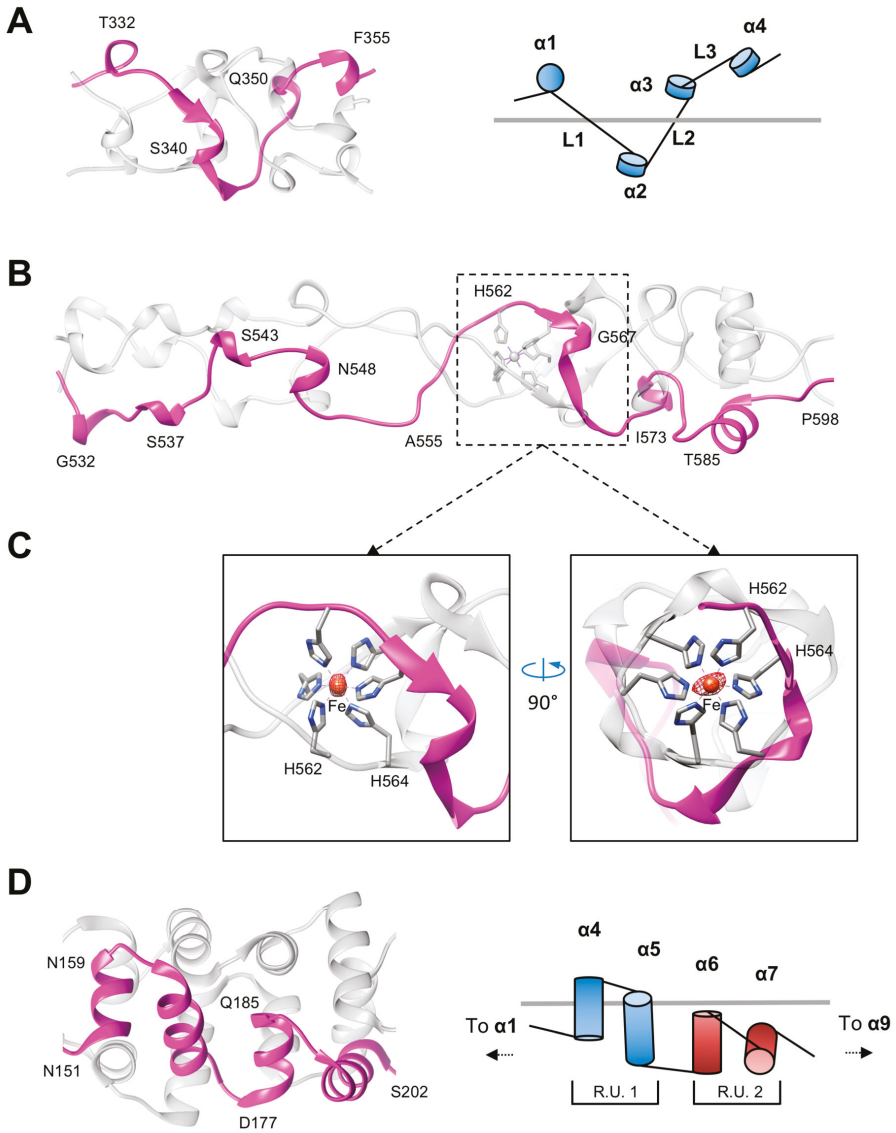 A
T332
F355
Q350
S340
α1
α4
L3
α3
L1
L2
α2
B
H562
S543
G567
N548
A555
P598
S537
I573
T585
G532
C
H562
H564
Fe
90°
Fe
H562
H564
D
α4
α5
N159
α6
α7
Q185
To α1
To α9
N151
S202
R.U. 1
R.U. 2
D177